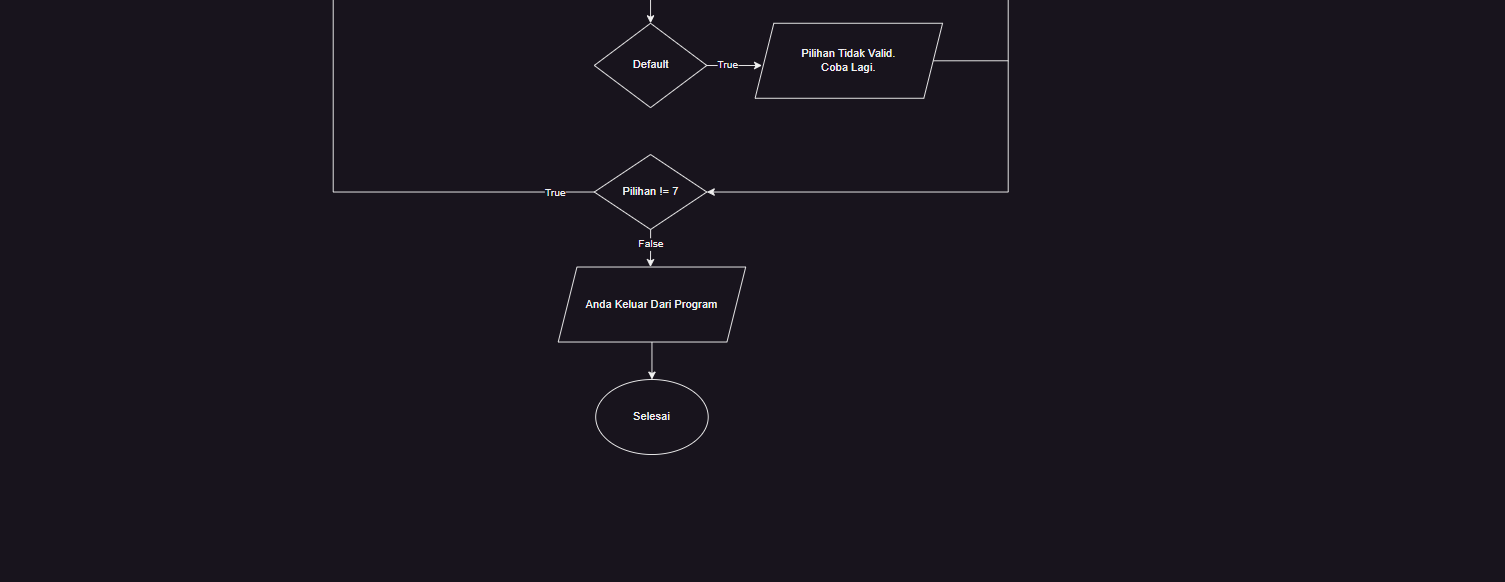 Default
True
Pilihan Tidak Valid.
Coba Lagi.
True
Pilihan != 7
False
Anda Keluar Dari Program
Selesai